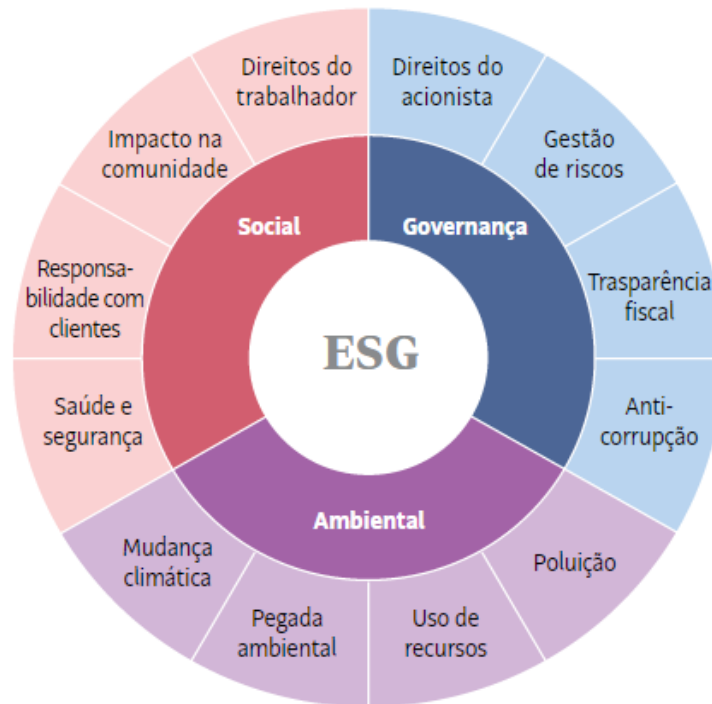 ESG
Social
Governança
Ambiental
Direitos do
trabalhador
Direitos do
acionista
Gestão
de riscos
Trasparência
fiscal
Anti-
corrupção
Poluição
Uso de
recursos
Pegada
ambiental
Mudança
climática
Saúde e
segurança
Responsa-
bilidade com
clientes
Impacto na
comunidade